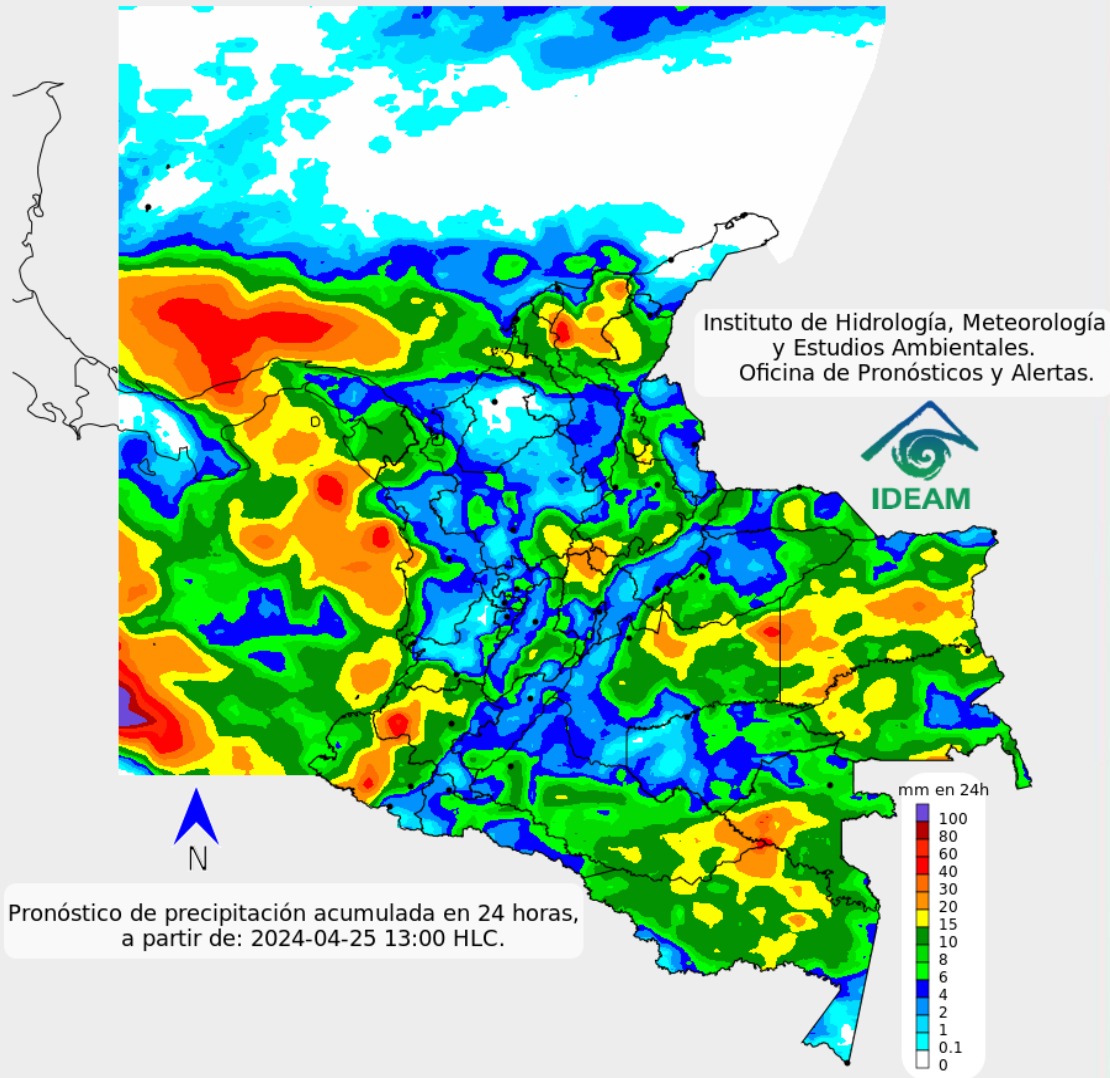 Instituto de Hidrología, Meteorología
y Estudios Ambientales.
Oficina de Pronósticos y Alertas.
IDEAM
mm en 24h
100
80
60
40
30
20
15
10
8
6
4
2
1
0.1
0
N
Pronóstico de precipitación acumulada en 24 horas,
a partir de: 2024-04-25 13:00 HLC.